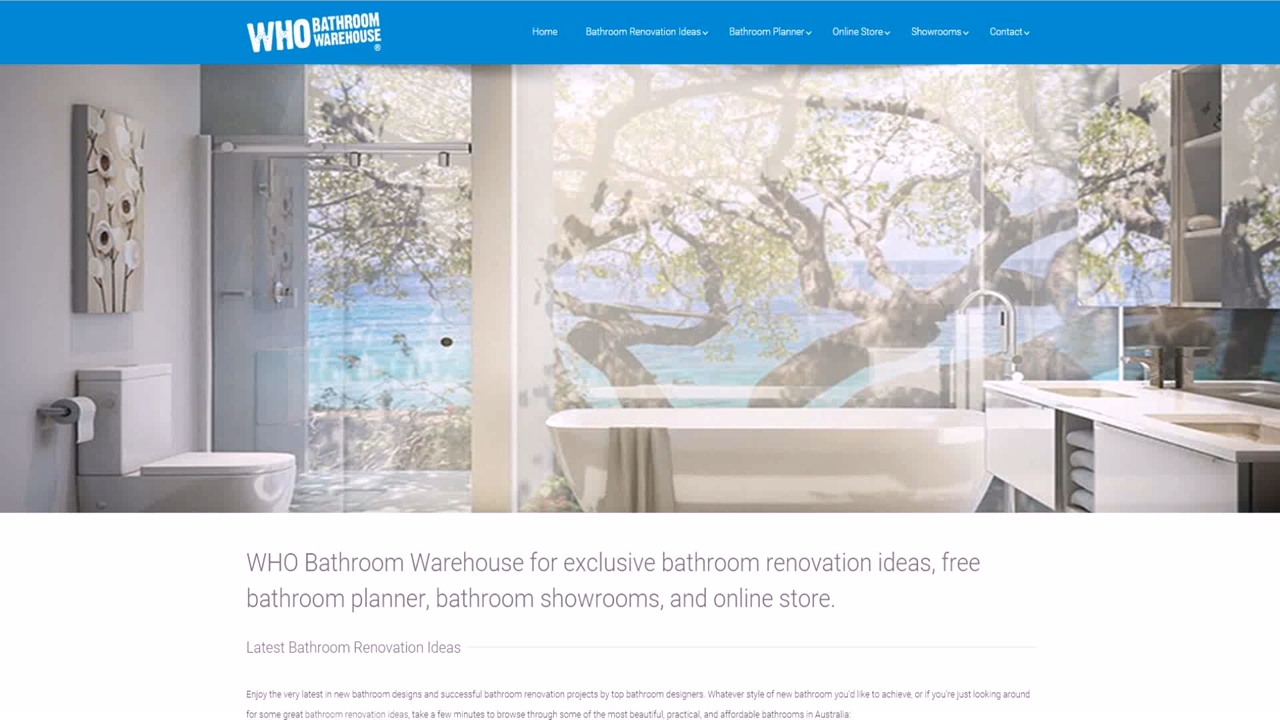 WHO BATHROOM WAREHOUSE ®
Home Bathroom Renovation Ideas Bathroom Planner Online Store Showrooms Contact
WHO Bathroom Warehouse for exclusive bathroom renovation ideas, free
bathroom planner, bathroom showrooms, and online store.
Latest Bathroom Renovation Ideas
Enjoy the very latest in new bathroom designs and successful bathroom renovation projects by top bathroom designers. Whatever style of new bathroom you'd like to achieve, or if you're just looking around
for some great bathroom renovation ideas, take a few minutes to browse through some of the most beautiful, practical, and affordable bathrooms in Australia: